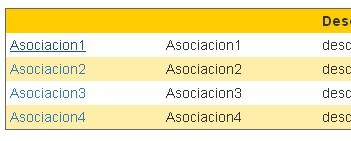 Desc
Asociacion1 Asociacion1 desc
Asociacion2 Asociacion2 desc
Asociacion3 Asociacion3 desc
Asociacion4 Asociacion4 desc